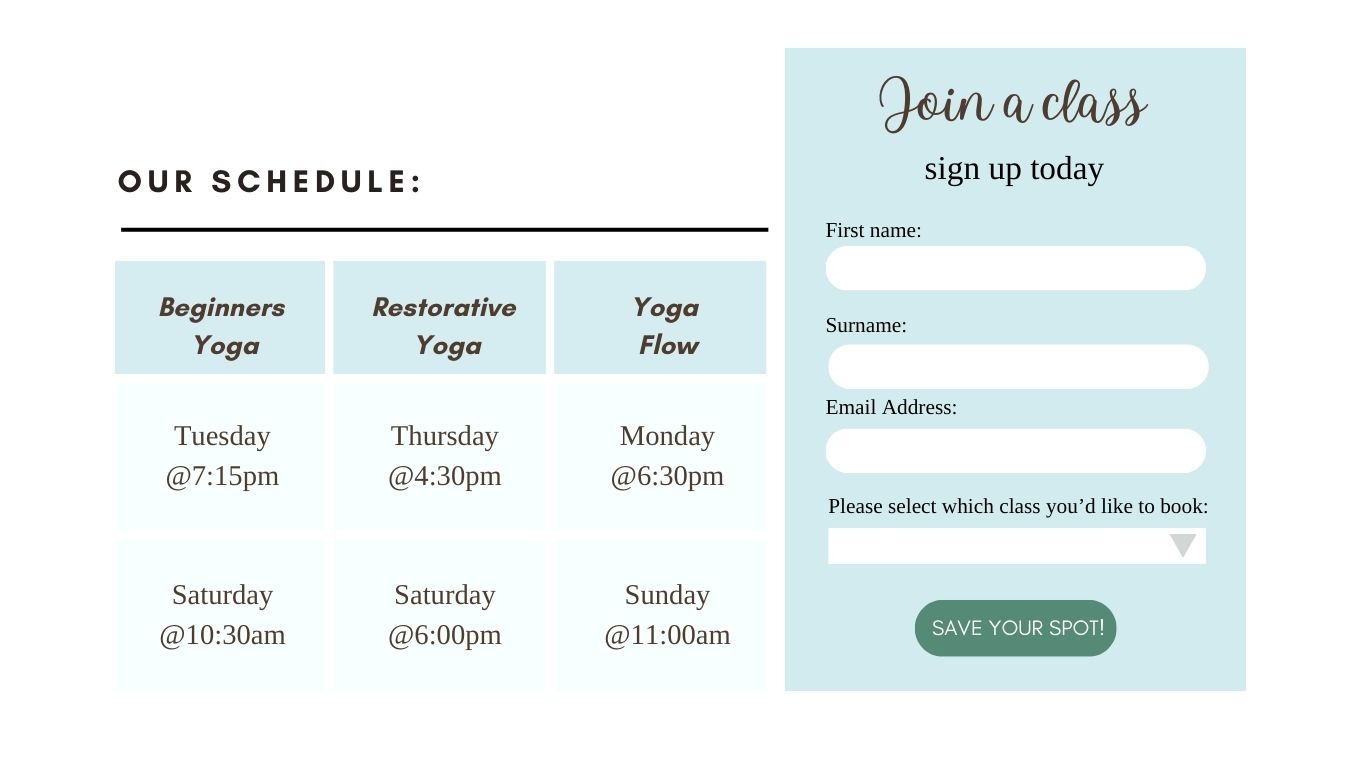 OUR SCHEDULE:
Beginners
Yoga
Restorative
Yoga
Yoga
Flow
Tuesday
@7:15pm
Thursday
@4:30pm
Monday
@6:30pm
Saturday
@10:30am
Saturday
@6:00pm
Sunday
@11:00am
Join a class
sign up today
First name:
Surname:
Email Address:
Please select which class you’d like to book:
SAVE YOUR SPOT!